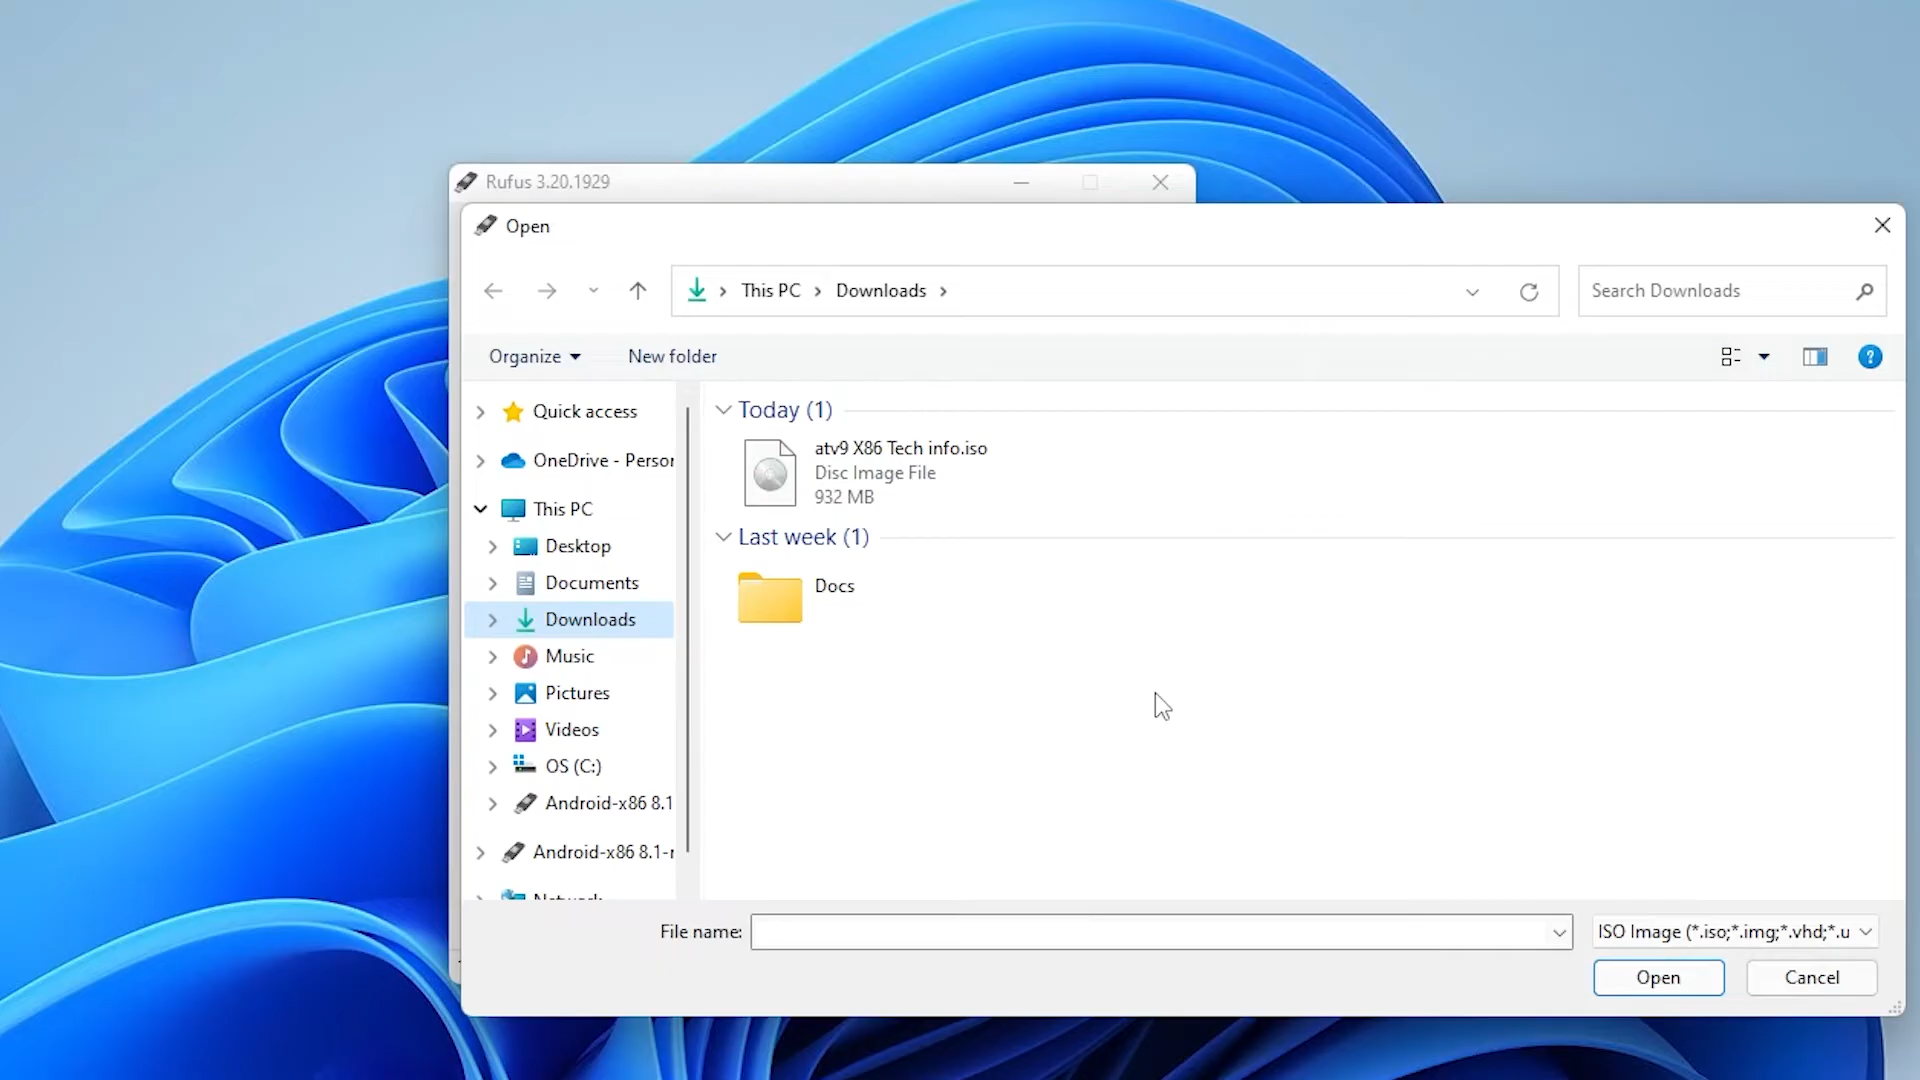 Rufus 3.20.1929
Open
This PC
Downloads
Search Downloads
Organize
New folder
Quick access
OneDrive - Person
This PC
Desktop
Documents
Downloads
Music
Pictures
Videos
OS (C:)
Android-x86 8.1
Android-x86 8.1-r
Network
Today (1)
atv9 X86 Tech info.iso
Disc Image File
932 MB
Last week (1)
Docs
File name:
ISO Image (*.iso;*.img;*.vhd;*.u
Open
Cancel